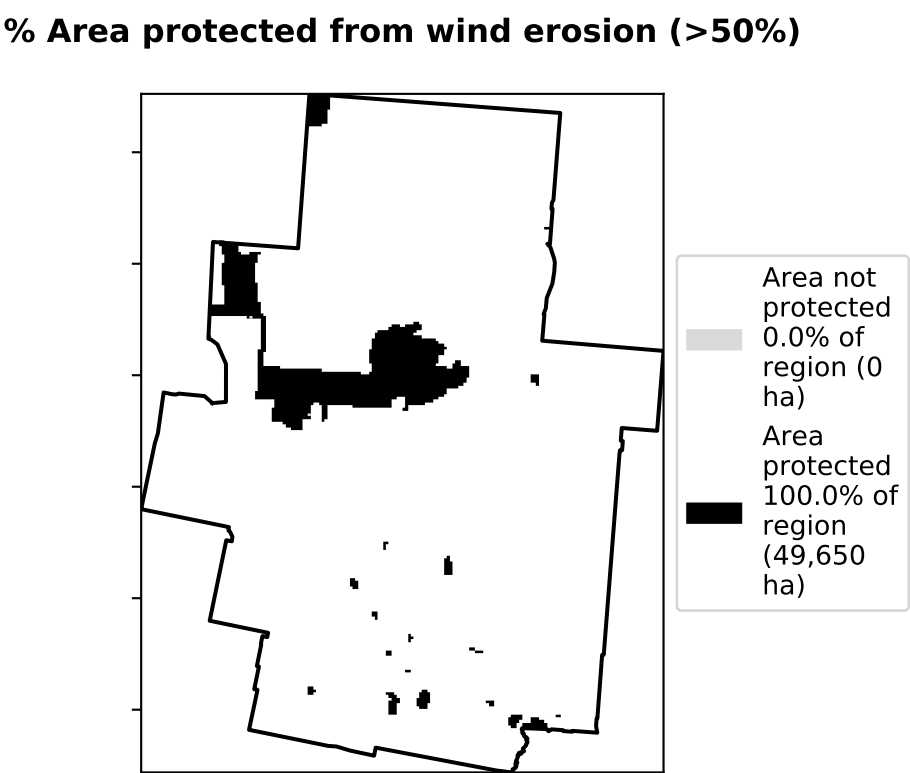 % Area protected from wind erosion (>50%)
Area not
protected
0.0% of
region (0
ha)
Area
protected
100.0% of
region
(49,650
ha)